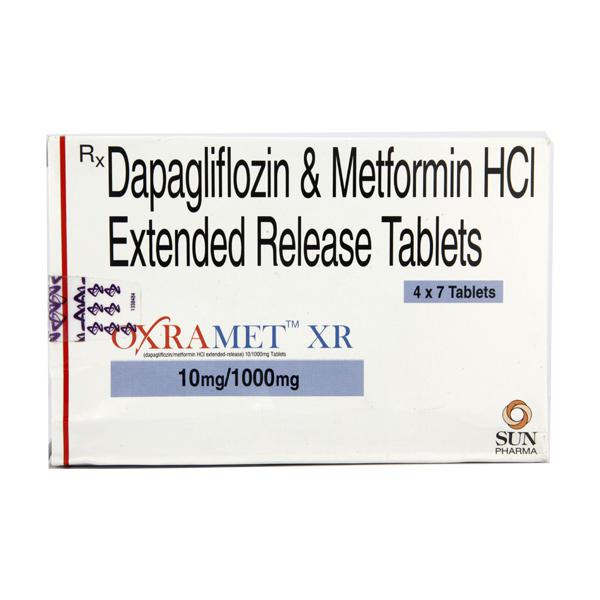 Rx Dapagliflozin & Metformin HCl
Extended Release Tablets
4 x 7 Tablets
OXRAMET™ XR
(dapagliflozin/metformin HCl extended-release) 10/1000mg Tablets
10mg/1000mg
SUN
PHARMA